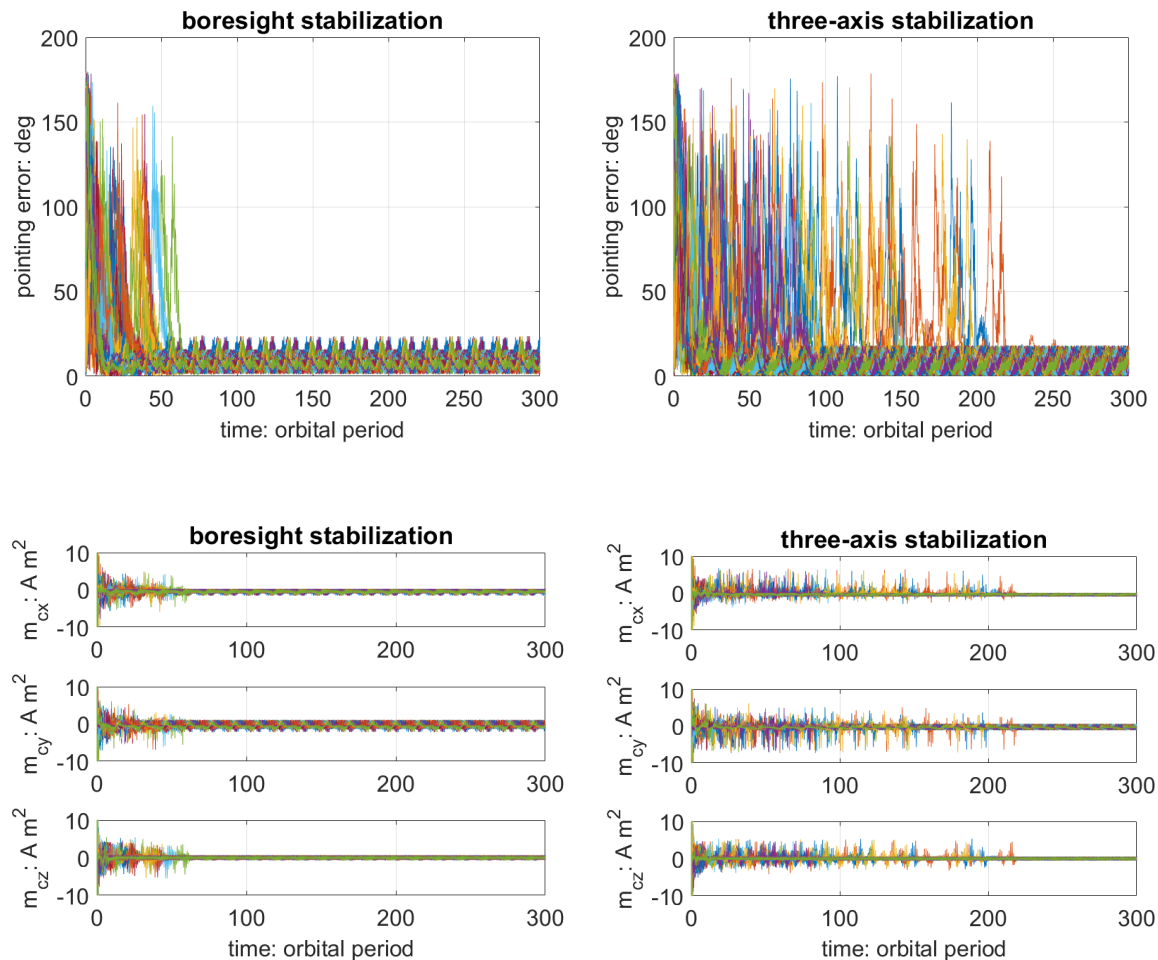 boresight stabilization
200
150
100
50
0
pointing error: deg
0 50 100 150 200 250 300
time: orbital period
three-axis stabilization
200
150
100
50
0
pointing error: deg
0 50 100 150 200 250 300
time: orbital period
boresight stabilization
10
0
-10
m_cx: A m^2
0 100 200 300
10
0
-10
m_cy: A m^2
0 100 200 300
10
0
-10
m_cz: A m^2
0 100 200 300
time: orbital period
three-axis stabilization
10
0
-10
m_cx: A m^2
0 100 200 300
10
0
-10
m_cy: A m^2
0 100 200 300
10
0
-10
m_cz: A m^2
0 100 200 300
time: orbital period